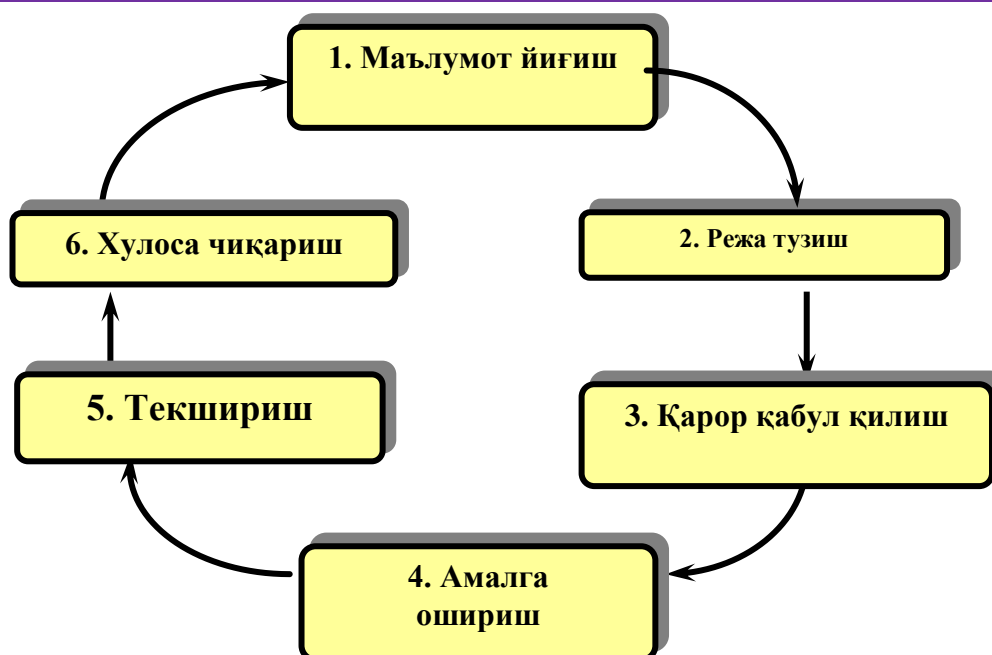 1. Маълумот йиғиш
2. Режа тузиш
3. Қарор қабул қилиш
4. Амалга
ошириш
5. Текшириш
6. Хулоса чиқариш